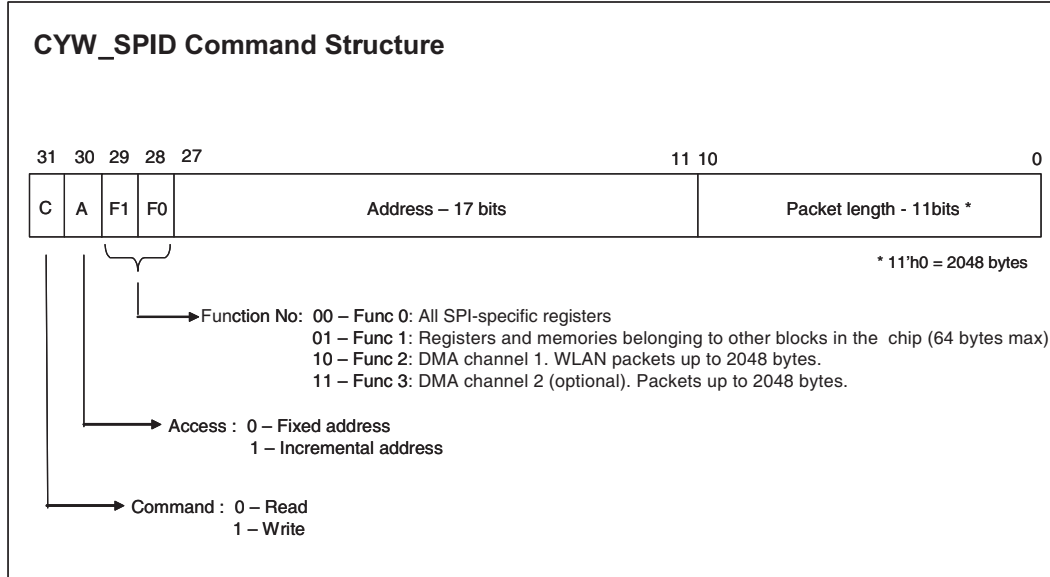 CYW_SPID Command Structure
31 30 29 28 27 11 10 0
C A F1 F0 Address – 17 bits Packet length - 11bits *
* 11'h0 = 2048 bytes
Function No: 00 – Func 0: All SPI-specific registers
01 – Func 1: Registers and memories belonging to other blocks in the chip (64 bytes max)
10 – Func 2: DMA channel 1. WLAN packets up to 2048 bytes.
11 – Func 3: DMA channel 2 (optional). Packets up to 2048 bytes.
Access : 0 – Fixed address
1 – Incremental address
Command : 0 – Read
1 – Write